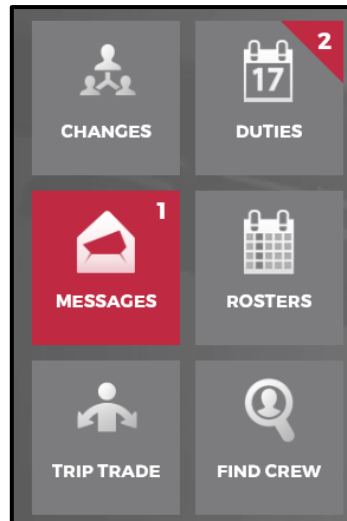 2
17
CHANGES
DUTIES
1
MESSAGES
ROSTERS
TRIP TRADE
FIND CREW